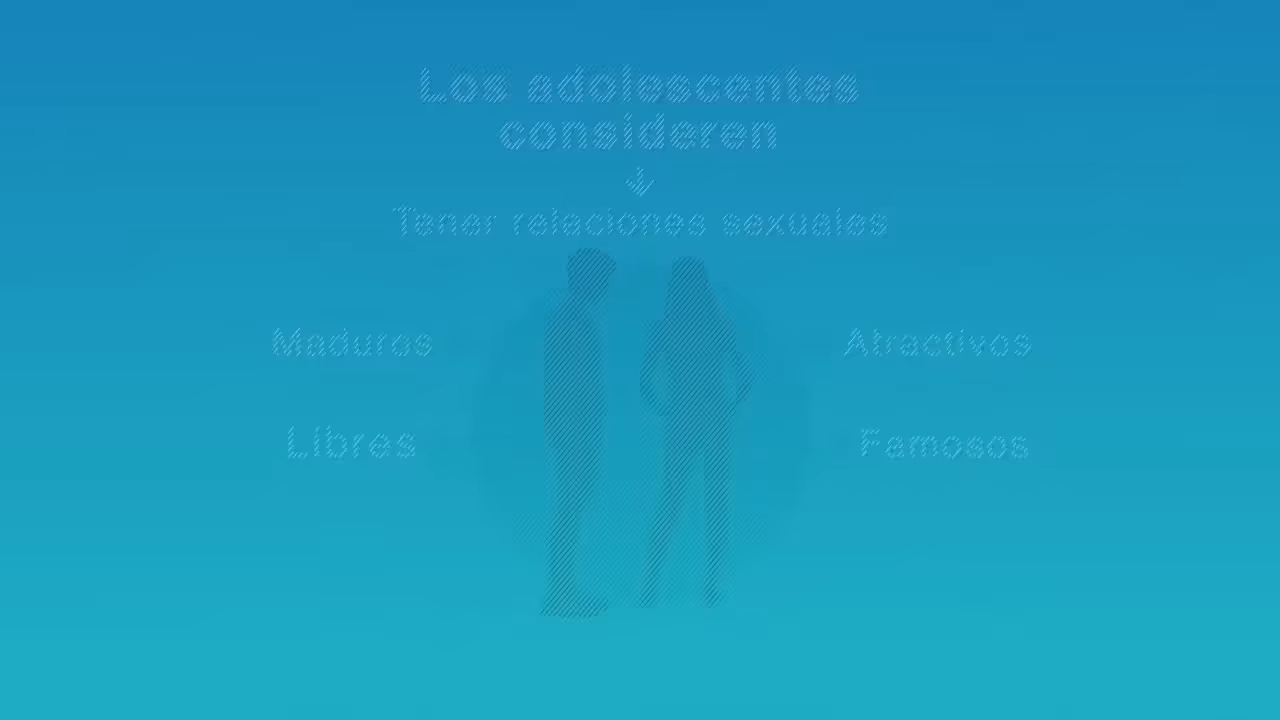 Los adolescentes
consideren
Tener relaciones sexuales
Maduros
Atractivos
Libres
Famosos